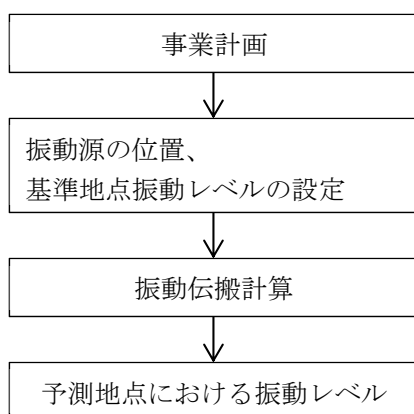 事業計画
振動源の位置、
基準地点振動レベルの設定
振動伝搬計算
予測地点における振動レベル